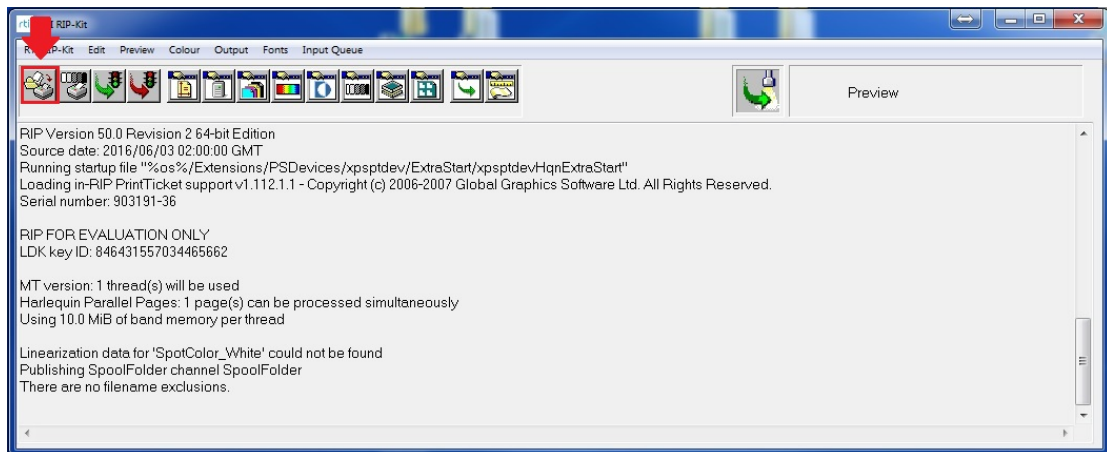 RIP-Kit
Edit Preview Colour Output Fonts Input Queue
Preview
RIP Version 50.0 Revision 2 64-bit Edition
Source date: 2016/06/03 02:00:00 GMT
Running startup file "%os%/Extensions/PSDevices/xpsptdev/ExtraStart/xpsptdevHqnExtraStart"
Loading in-RIP PrintTicket support v1.112.1.1 - Copyright (c) 2006-2007 Global Graphics Software Ltd. All Rights Reserved.
Serial number: 903191-36
RIP FOR EVALUATION ONLY
LDK key ID: 846431557034465662
MT version: 1 thread(s) will be used
Harlequin Parallel Pages: 1 page(s) can be processed simultaneously
Using 10.0 MiB of band memory per thread
Linearization data for 'SpotColor_White' could not be found
Publishing SpoolFolder channel SpoolFolder
There are no filename exclusions.